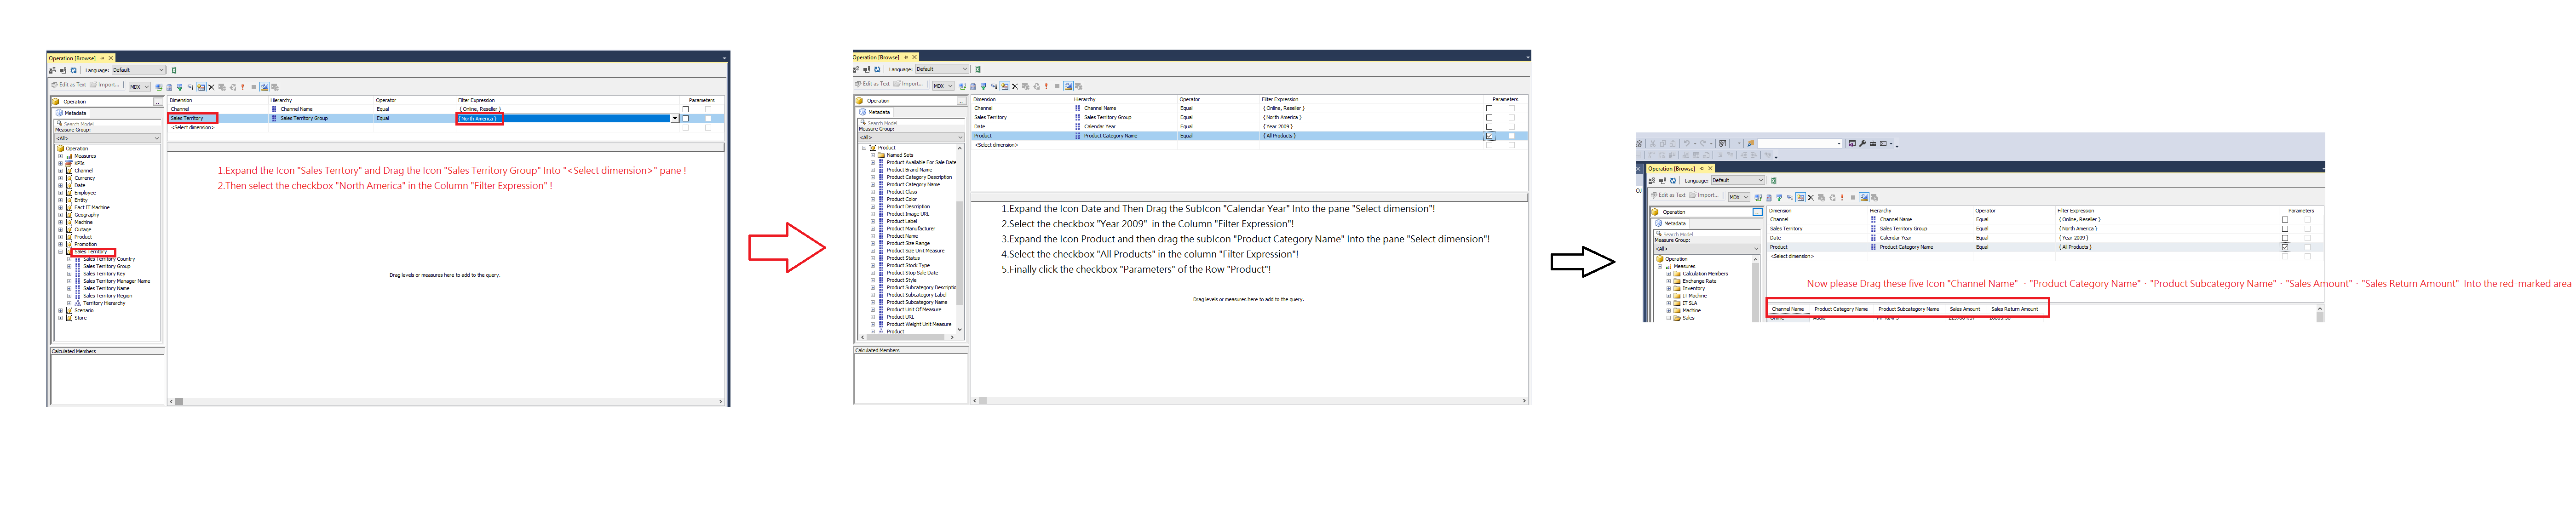 Operation [Browse]
Language: Default
Edit as Text Import... MDX
Operation
Metadata
Search Model
Measure Group:
<All>
Operation
Measures
KPIs
Channel
Currency
Date
Employee
Entity
Fact IT Machine
Geography
Machine
Outage
Product
Promotion
Sales Territory
Sales Territory Country
Sales Territory Group
Sales Territory Key
Sales Territory Manager Name
Sales Territory Name
Sales Territory Region
Territory Hierarchy
Scenario
Store
Calculated Members
Dimension Hierarchy Operator Filter Expression Parameters
Channel Channel Name Equal { Online, Reseller }
Sales Territory Sales Territory Group Equal { North America }
<Select dimension>
1.Expand the Icon "Sales Terrtory" and Drag the Icon "Sales Territory Group" Into "<Select dimension>" pane !
2.Then select the checkbox "North America" in the Column "Filter Expression" !
Drag levels or measures here to add to the query.
Operation [Browse]
Language: Default
Edit as Text Import... MDX
Operation
Metadata
Search Model
Measure Group:
<All>
Product
Named Sets
Product Available For Sale Date
Product Brand Name
Product Category Description
Product Category Name
Product Class
Product Color
Product Description
Product Image URL
Product Label
Product Manufacturer
Product Name
Product Size Range
Product Size Unit Measure
Product Status
Product Stock Type
Product Stop Sale Date
Product Style
Product Subcategory Descriptio
Product Subcategory Label
Product Subcategory Name
Product Unit Of Measure
Product URL
Product Weight Unit Measure
Product
Calculated Members
Dimension Hierarchy Operator Filter Expression Parameters
Channel Channel Name Equal { Online, Reseller }
Sales Territory Sales Territory Group Equal { North America }
Date Calendar Year Equal { Year 2009 }
Product Product Category Name Equal { All Products }
<Select dimension>
1.Expand the Icon Date and Then Drag the SubIcon "Calendar Year" Into the pane "Select dimension"!
2.Select the checkbox "Year 2009" in the Column "Filter Expression"!
3.Expand the Icon Product and then drag the subIcon "Product Category Name" Into the pane "Select dimension"!
4.Select the checkbox "All Products" in the column "Filter Expression"!
5.Finally click the checkbox "Parameters" of the Row "Product"!
Drag levels or measures here to add to the query.
Operation [Browse]
Language: Default
Edit as Text Import... MDX
Operation
Metadata
Search Model
Measure Group:
<All>
Operation
Measures
Calculation Members
Exchange Rate
Inventory
IT Machine
IT SLA
Machine
Sales
Dimension Hierarchy Operator Filter Expression Parameters
Channel Channel Name Equal { Online, Reseller }
Sales Territory Sales Territory Group Equal { North America }
Date Calendar Year Equal { Year 2009 }
Product Product Category Name Equal { All Products }
<Select dimension>
Now please Drag these five Icon "Channel Name" 、"Product Category Name"、"Product Subcategory Name"、"Sales Amount"、"Sales Return Amount" Into the red-marked area
Channel Name Product Category Name Product Subcategory Name Sales Amount Sales Return Amount